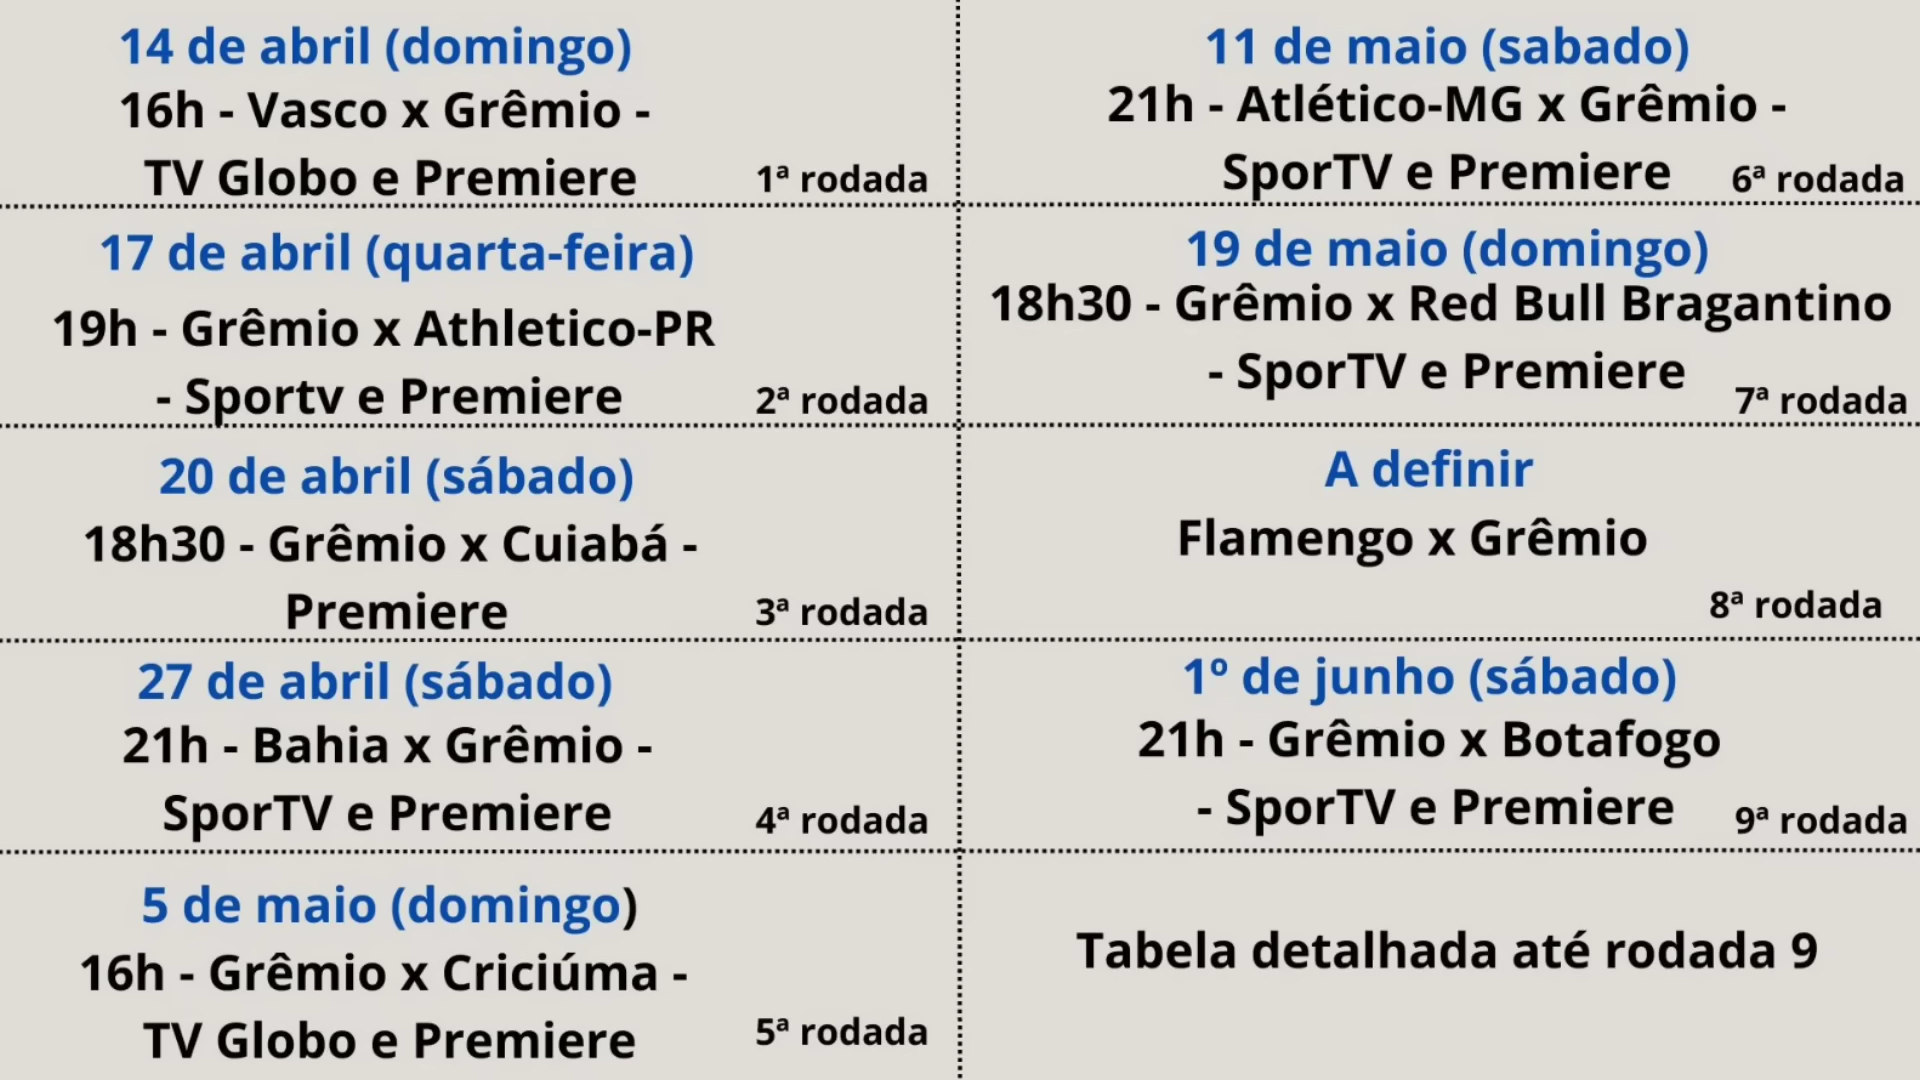 14 de abril (domingo)
16h - Vasco x Grêmio -
TV Globo e Premiere
1ª rodada
17 de abril (quarta-feira)
19h - Grêmio x Athletico-PR
- Sportv e Premiere
2ª rodada
20 de abril (sábado)
18h30 - Grêmio x Cuiabá -
Premiere
3ª rodada
27 de abril (sábado)
21h - Bahia x Grêmio -
SporTV e Premiere
4ª rodada
5 de maio (domingo)
16h - Grêmio x Criciúma -
TV Globo e Premiere
5ª rodada
11 de maio (sabado)
21h - Atlético-MG x Grêmio -
SporTV e Premiere
6ª rodada
19 de maio (domingo)
18h30 - Grêmio x Red Bull Bragantino
- SporTV e Premiere
7ª rodada
A definir
Flamengo x Grêmio
8ª rodada
1º de junho (sábado)
21h - Grêmio x Botafogo
- SporTV e Premiere
9ª rodada
Tabela detalhada até rodada 9